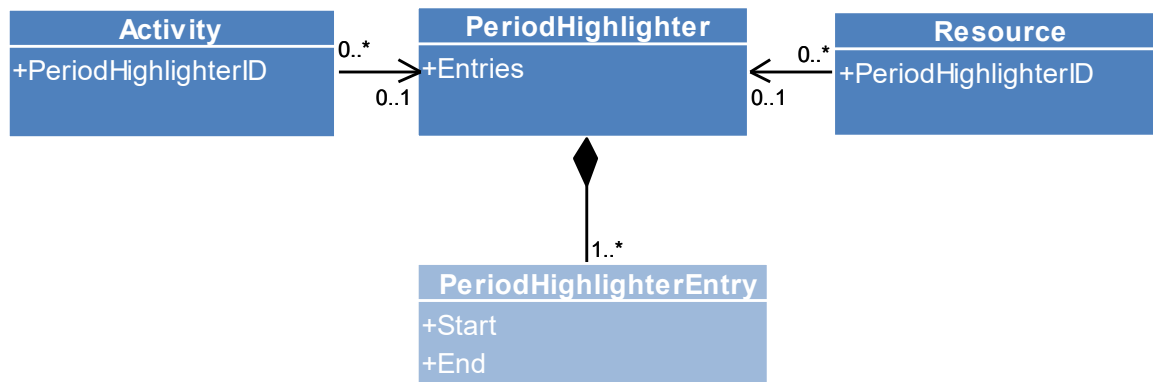 Activity
+PeriodHighlighterID
0..*
0..1
PeriodHighlighter
+Entries
0..*
0..1
Resource
+PeriodHighlighterID
1..*
PeriodHighlighterEntry
+Start
+End